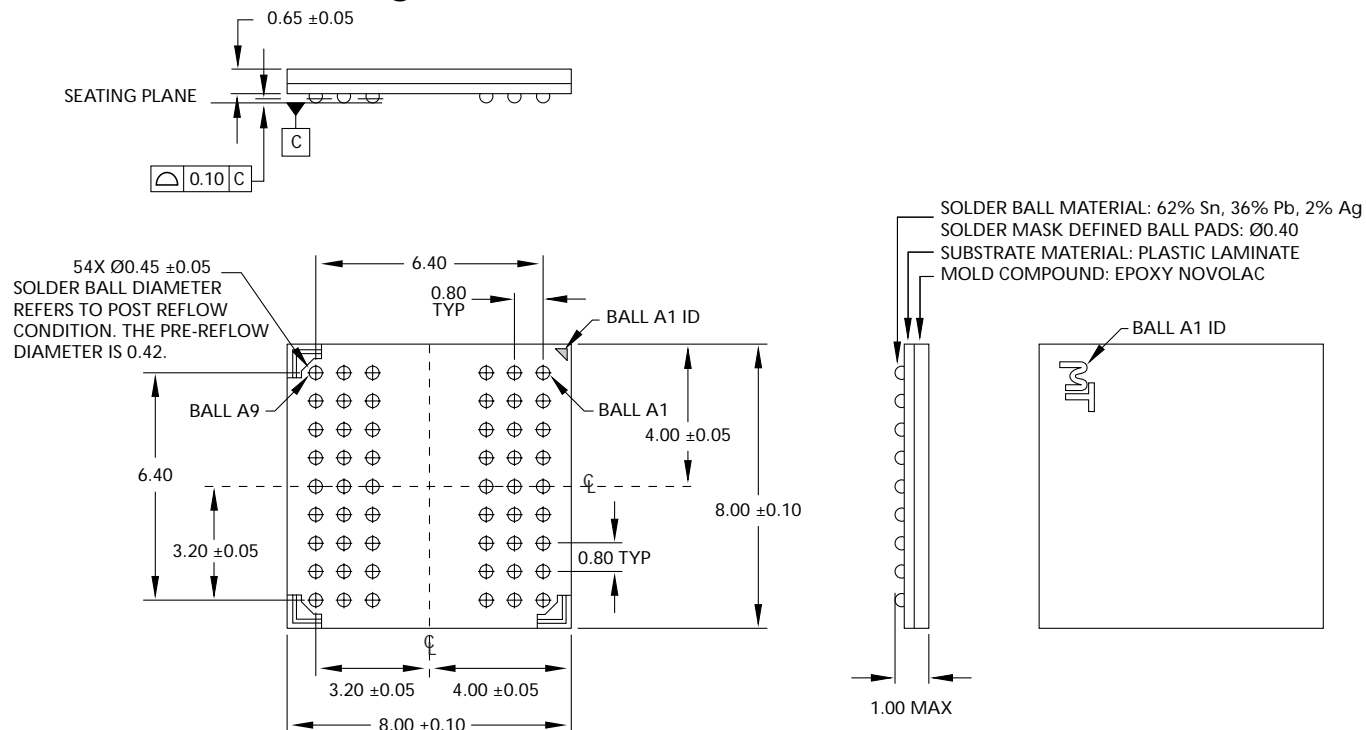 0.65 ±0.05
SEATING PLANE
C
0.10 C
SOLDER BALL MATERIAL: 62% Sn, 36% Pb, 2% Ag
SOLDER MASK DEFINED BALL PADS: Ø0.40
SUBSTRATE MATERIAL: PLASTIC LAMINATE
MOLD COMPOUND: EPOXY NOVOLAC
54X Ø0.45 ±0.05
SOLDER BALL DIAMETER
REFERS TO POST REFLOW
CONDITION. THE PRE-REFLOW
DIAMETER IS 0.42.
6.40
0.80
TYP
BALL A1 ID
BALL A1 ID
BALL A9
BALL A1
4.00 ±0.05
6.40
CL
8.00 ±0.10
3.20 ±0.05
0.80 TYP
CL
3.20 ±0.05
4.00 ±0.05
8.00 ±0.10
1.00 MAX
MT